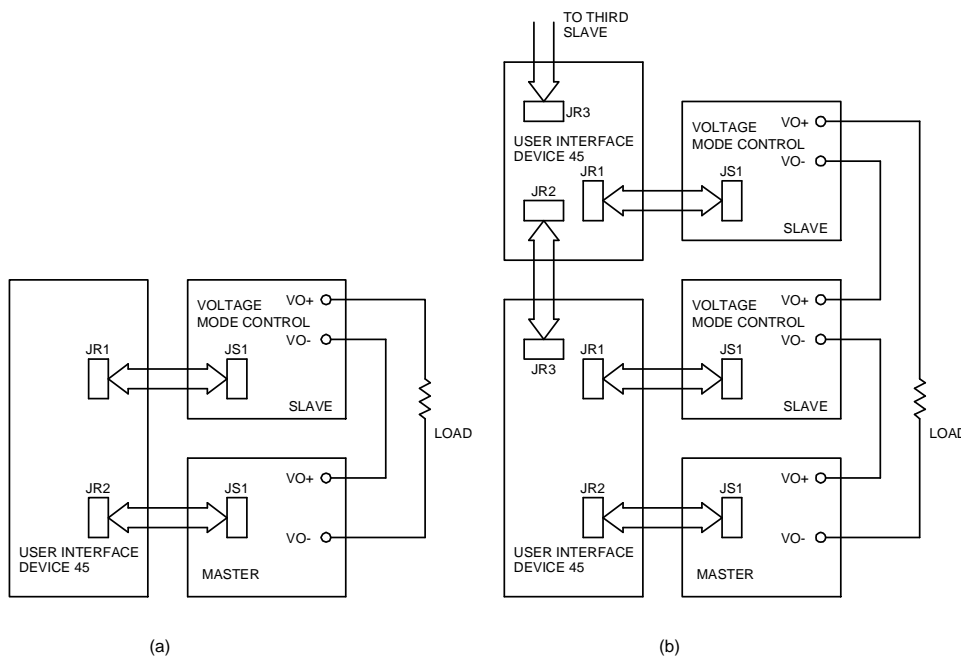 USER INTERFACE
DEVICE 45
JR1
JR2
VOLTAGE
MODE CONTROL
VO+
VO-
JS1
SLAVE
JS1
VO+
VO-
MASTER
LOAD
(a)
TO THIRD
SLAVE
JR3
USER INTERFACE
DEVICE 45
JR1
JR2
VOLTAGE
MODE CONTROL
VO+
VO-
JS1
SLAVE
JR3
JR1
JR2
USER INTERFACE
DEVICE 45
VOLTAGE
MODE CONTROL
VO+
VO-
JS1
SLAVE
JS1
VO+
VO-
MASTER
LOAD
(b)